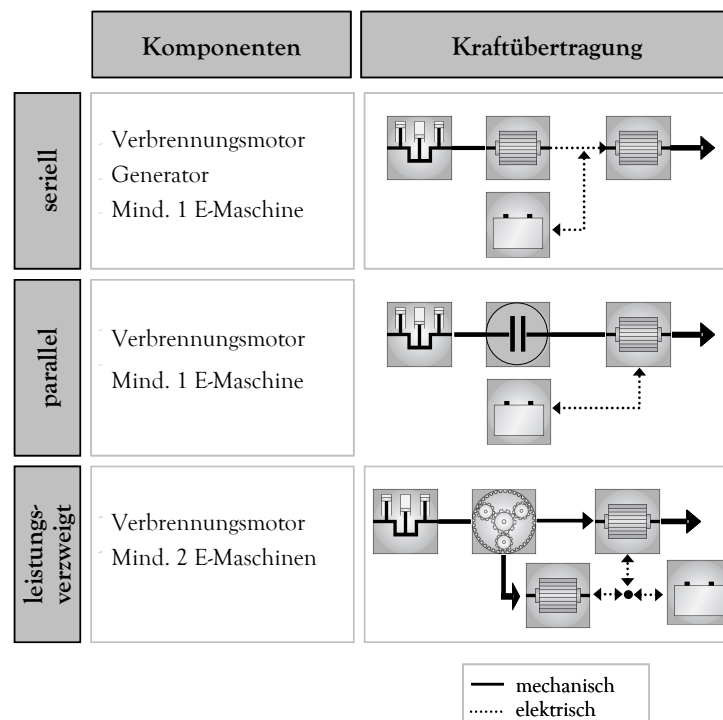 Komponenten
Kraftübertragung
seriell
Verbrennungsmotor
Generator
Mind. 1 E-Maschine
parallel
Verbrennungsmotor
Mind. 1 E-Maschine
leistungs-
verzweigt
Verbrennungsmotor
Mind. 2 E-Maschinen
mechanisch
elektrisch